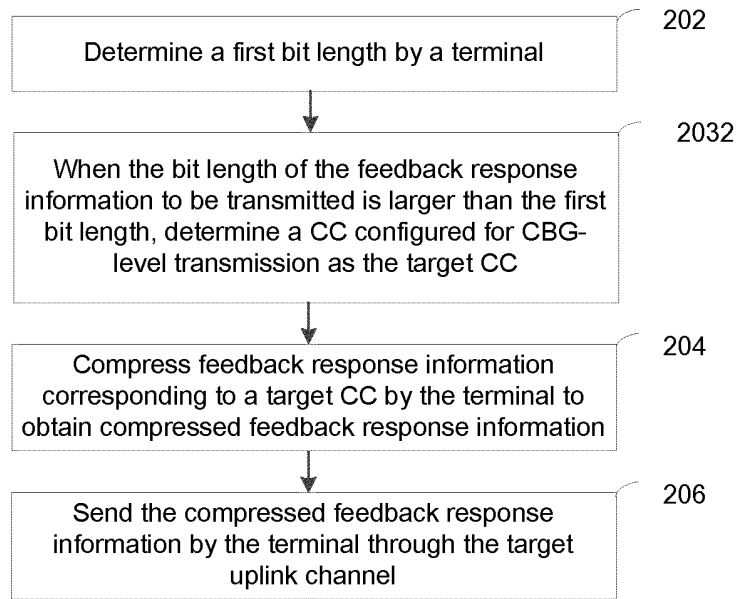 202
Determine a first bit length by a terminal
2032
When the bit length of the feedback response
information to be transmitted is larger than the first
bit length, determine a CC configured for CBG-
level transmission as the target CC
204
Compress feedback response information
corresponding to a target CC by the terminal to
obtain compressed feedback response information
206
Send the compressed feedback response
information by the terminal through the target
uplink channel